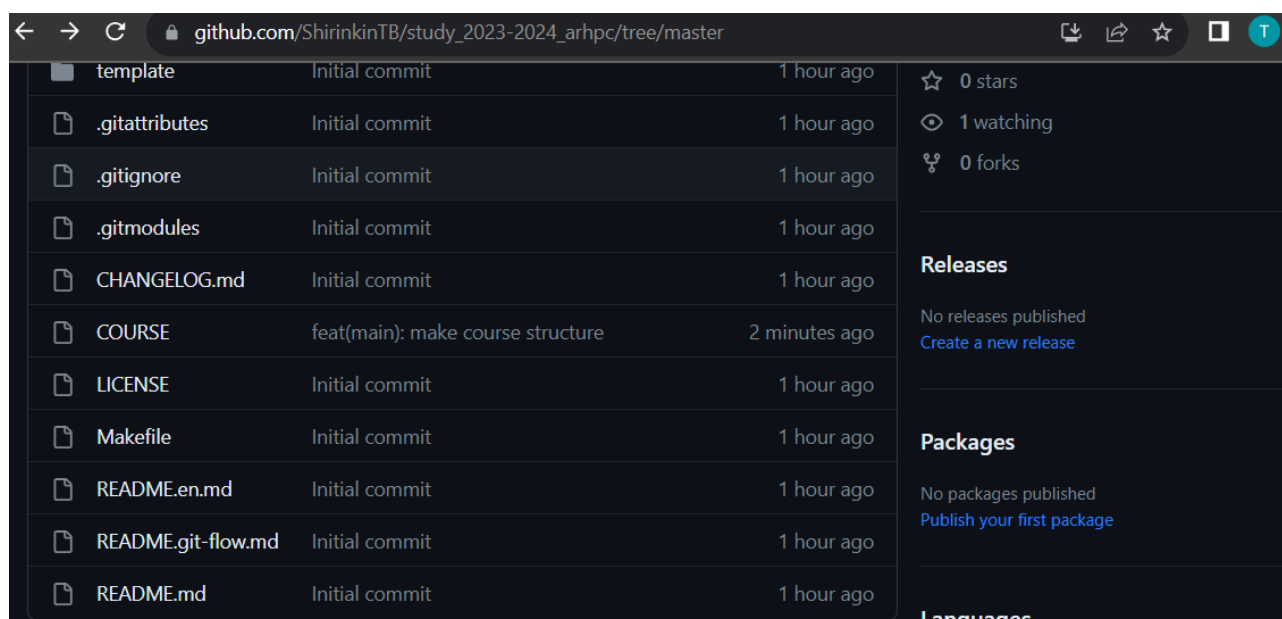 github.com/ShirinkinTB/study_2023-2024_arhpc/tree/master
T
template Initial commit 1 hour ago
.gitattributes Initial commit 1 hour ago
.gitignore Initial commit 1 hour ago
.gitmodules Initial commit 1 hour ago
CHANGELOG.md Initial commit 1 hour ago
COURSE feat(main): make course structure 2 minutes ago
LICENSE Initial commit 1 hour ago
Makefile Initial commit 1 hour ago
README.en.md Initial commit 1 hour ago
README.git-flow.md Initial commit 1 hour ago
README.md Initial commit 1 hour ago
0 stars
1 watching
0 forks
Releases
No releases published
Create a new release
Packages
No packages published
Publish your first package
Languages